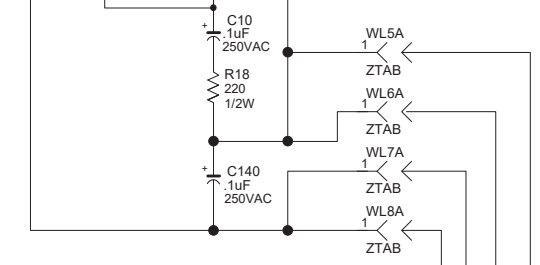 + C10
.1uF
250VAC
R18
220
1/2W
+ C140
.1uF
250VAC
WL5A
1
ZTAB
WL6A
1
ZTAB
WL7A
1
ZTAB
WL8A
1
ZTAB